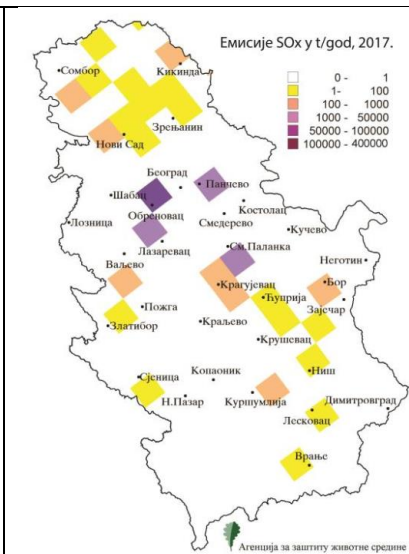 Емисије SOx у t/god, 2017.
0 - 1
1- 100
100 - 1000
1000 - 50000
50000 - 100000
100000 - 400000
Сомбор
Кикинда
Зрењанин
Нови Сад
Београд
Панчево
Шабац
Обреновац
Костолац
Смедерево
Лозница
Кучево
Лазаревац
См.Паланка
Ваљево
Неготин
Крагујевац
Бор
Ћуприја
Зајечар
Пожга
Златибор
Краљево
Крушевац
Ниш
Сјеница
Копаоник
Н.Пазар
Куршумлија
Димитровград
Лесковац
Врање
Агенција за заштиту животне средине